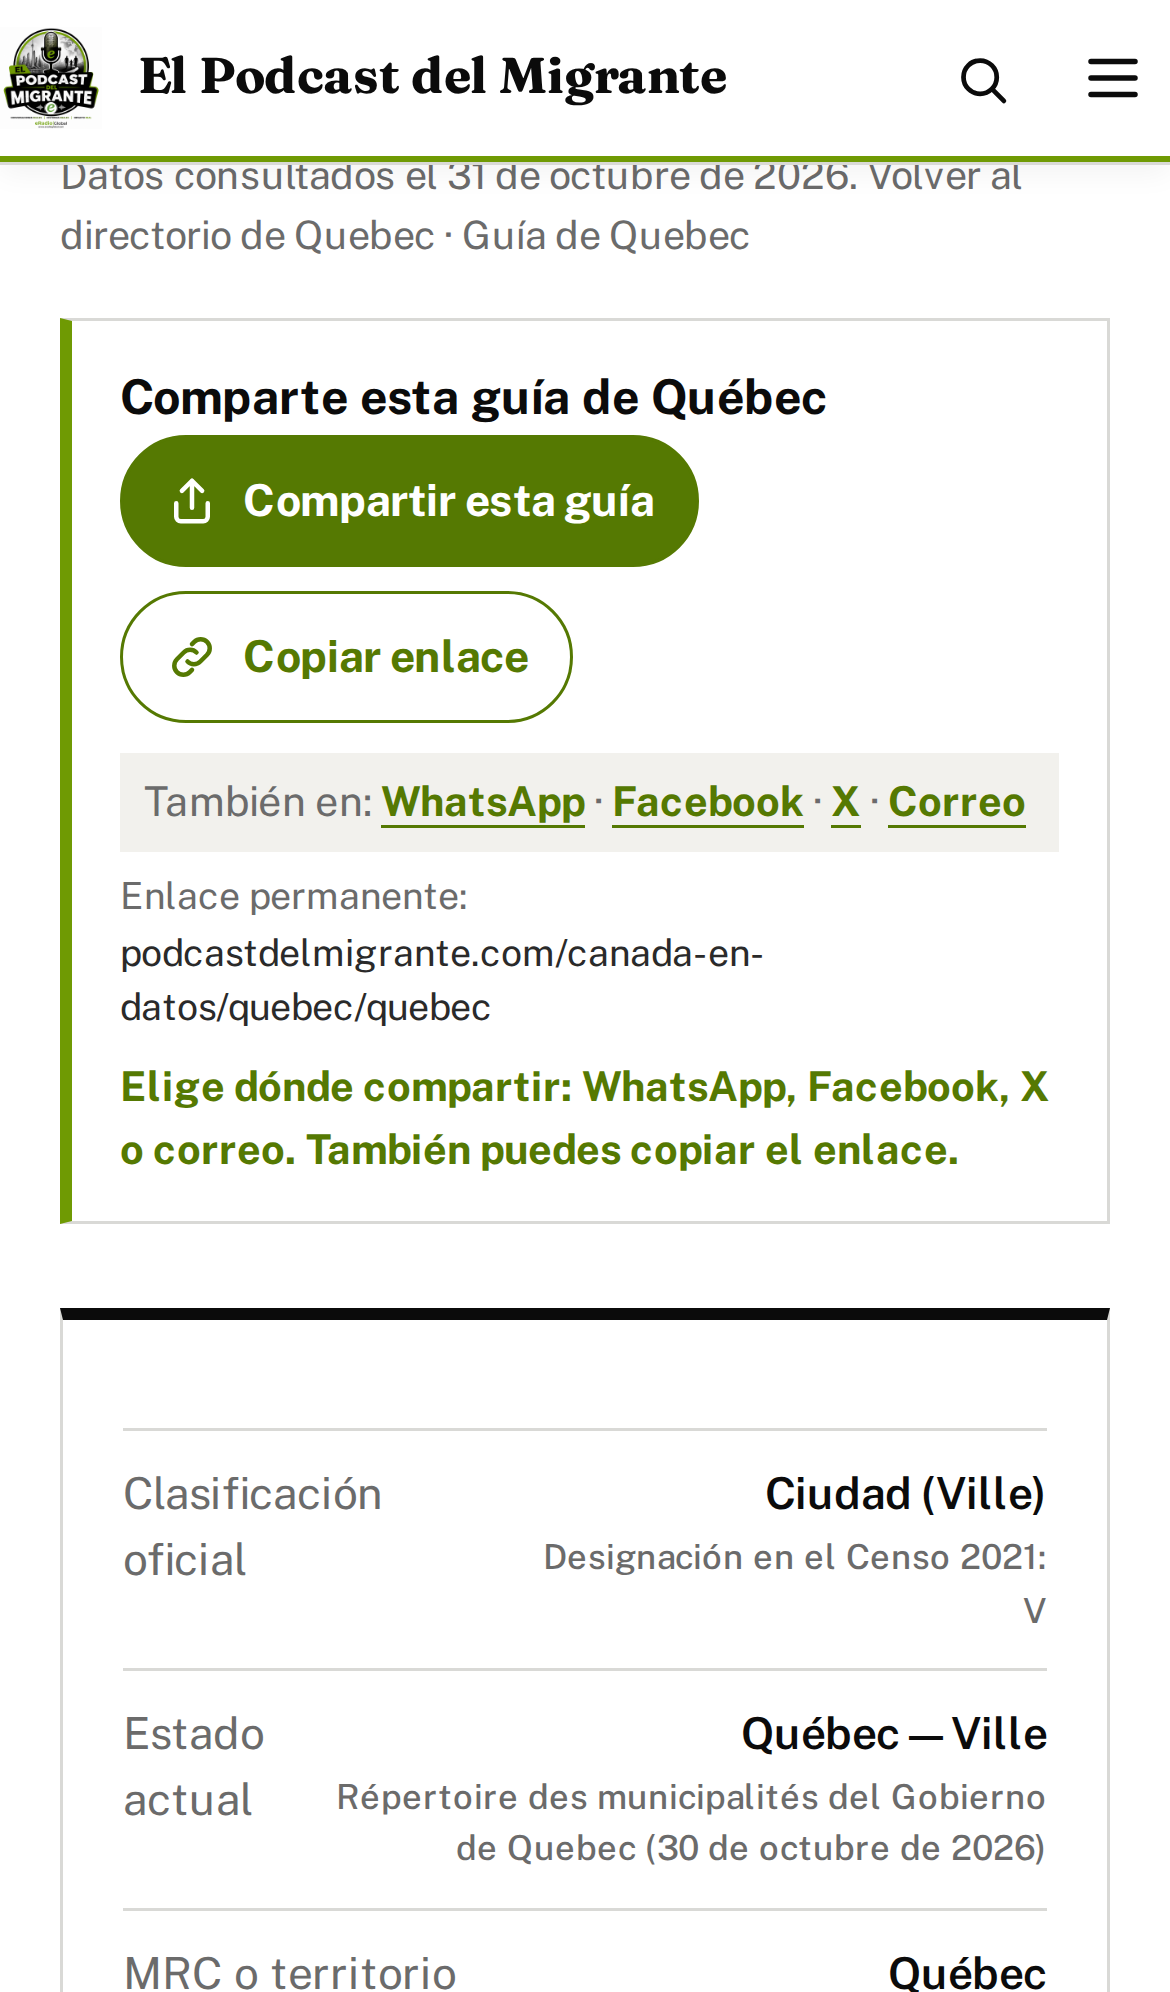 EL
PODCAST
DEL
MIGRANTE
El Podcast del Migrante
Datos consultados el 31 de octubre de 2026. Volver al
directorio de Quebec · Guía de Quebec
Comparte esta guía de Québec
Compartir esta guía
Copiar enlace
También en: WhatsApp · Facebook · X · Correo
Enlace permanente:
podcastdelmigrante.com/canada-en-
datos/quebec/quebec
Elige dónde compartir: WhatsApp, Facebook, X
o correo. También puedes copiar el enlace.
Clasificación
oficial
Ciudad (Ville)
Designación en el Censo 2021:
V
Estado
actual
Québec — Ville
Répertoire des municipalités del Gobierno
de Quebec (30 de octubre de 2026)
MRC o territorio
Québec